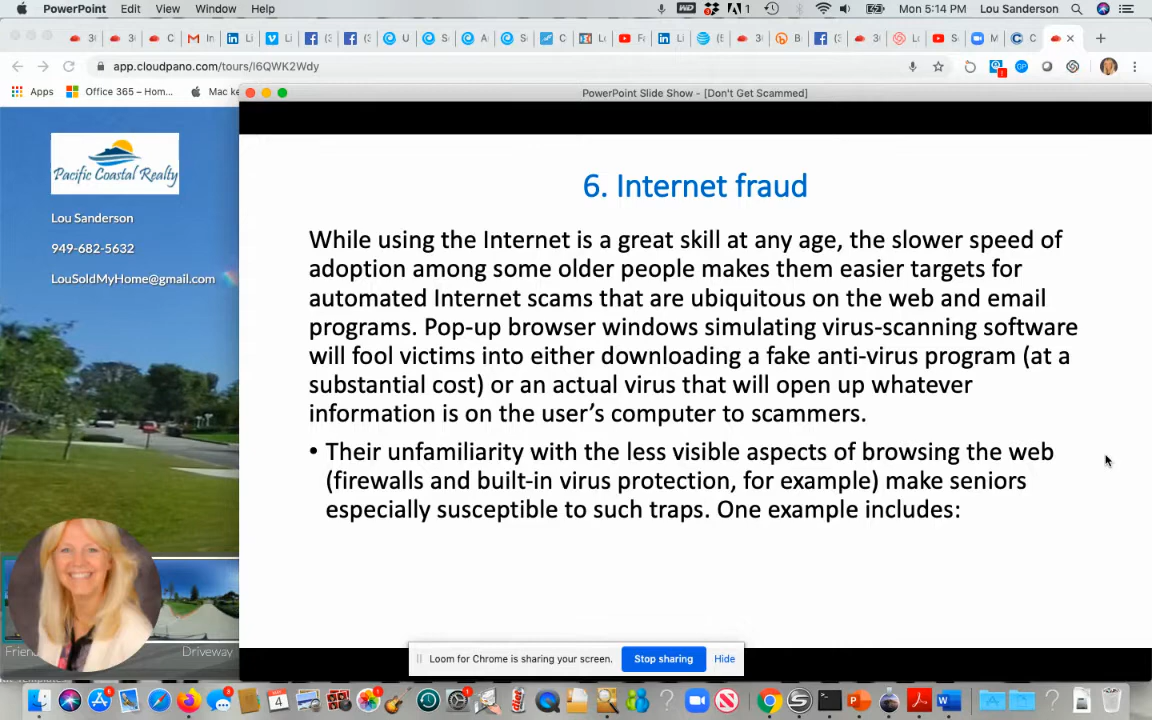 PowerPoint Edit View Window Help
Mon 5:14 PM Lou Sanderson
app.cloudpano.com/tours/I6QWK2Wdy
Apps Office 365 – Hom... Mac ke
PowerPoint Slide Show - [Don't Get Scammed]
Pacific Coastal Realty
Lou Sanderson
949-682-5632
LouSoldMyHome@gmail.com
6. Internet fraud
While using the Internet is a great skill at any age, the slower speed of
adoption among some older people makes them easier targets for
automated Internet scams that are ubiquitous on the web and email
programs. Pop-up browser windows simulating virus-scanning software
will fool victims into either downloading a fake anti-virus program (at a
substantial cost) or an actual virus that will open up whatever
information is on the user's computer to scammers.
• Their unfamiliarity with the less visible aspects of browsing the web
(firewalls and built-in virus protection, for example) make seniors
especially susceptible to such traps. One example includes:
Driveway
Loom for Chrome is sharing your screen. Stop sharing Hide